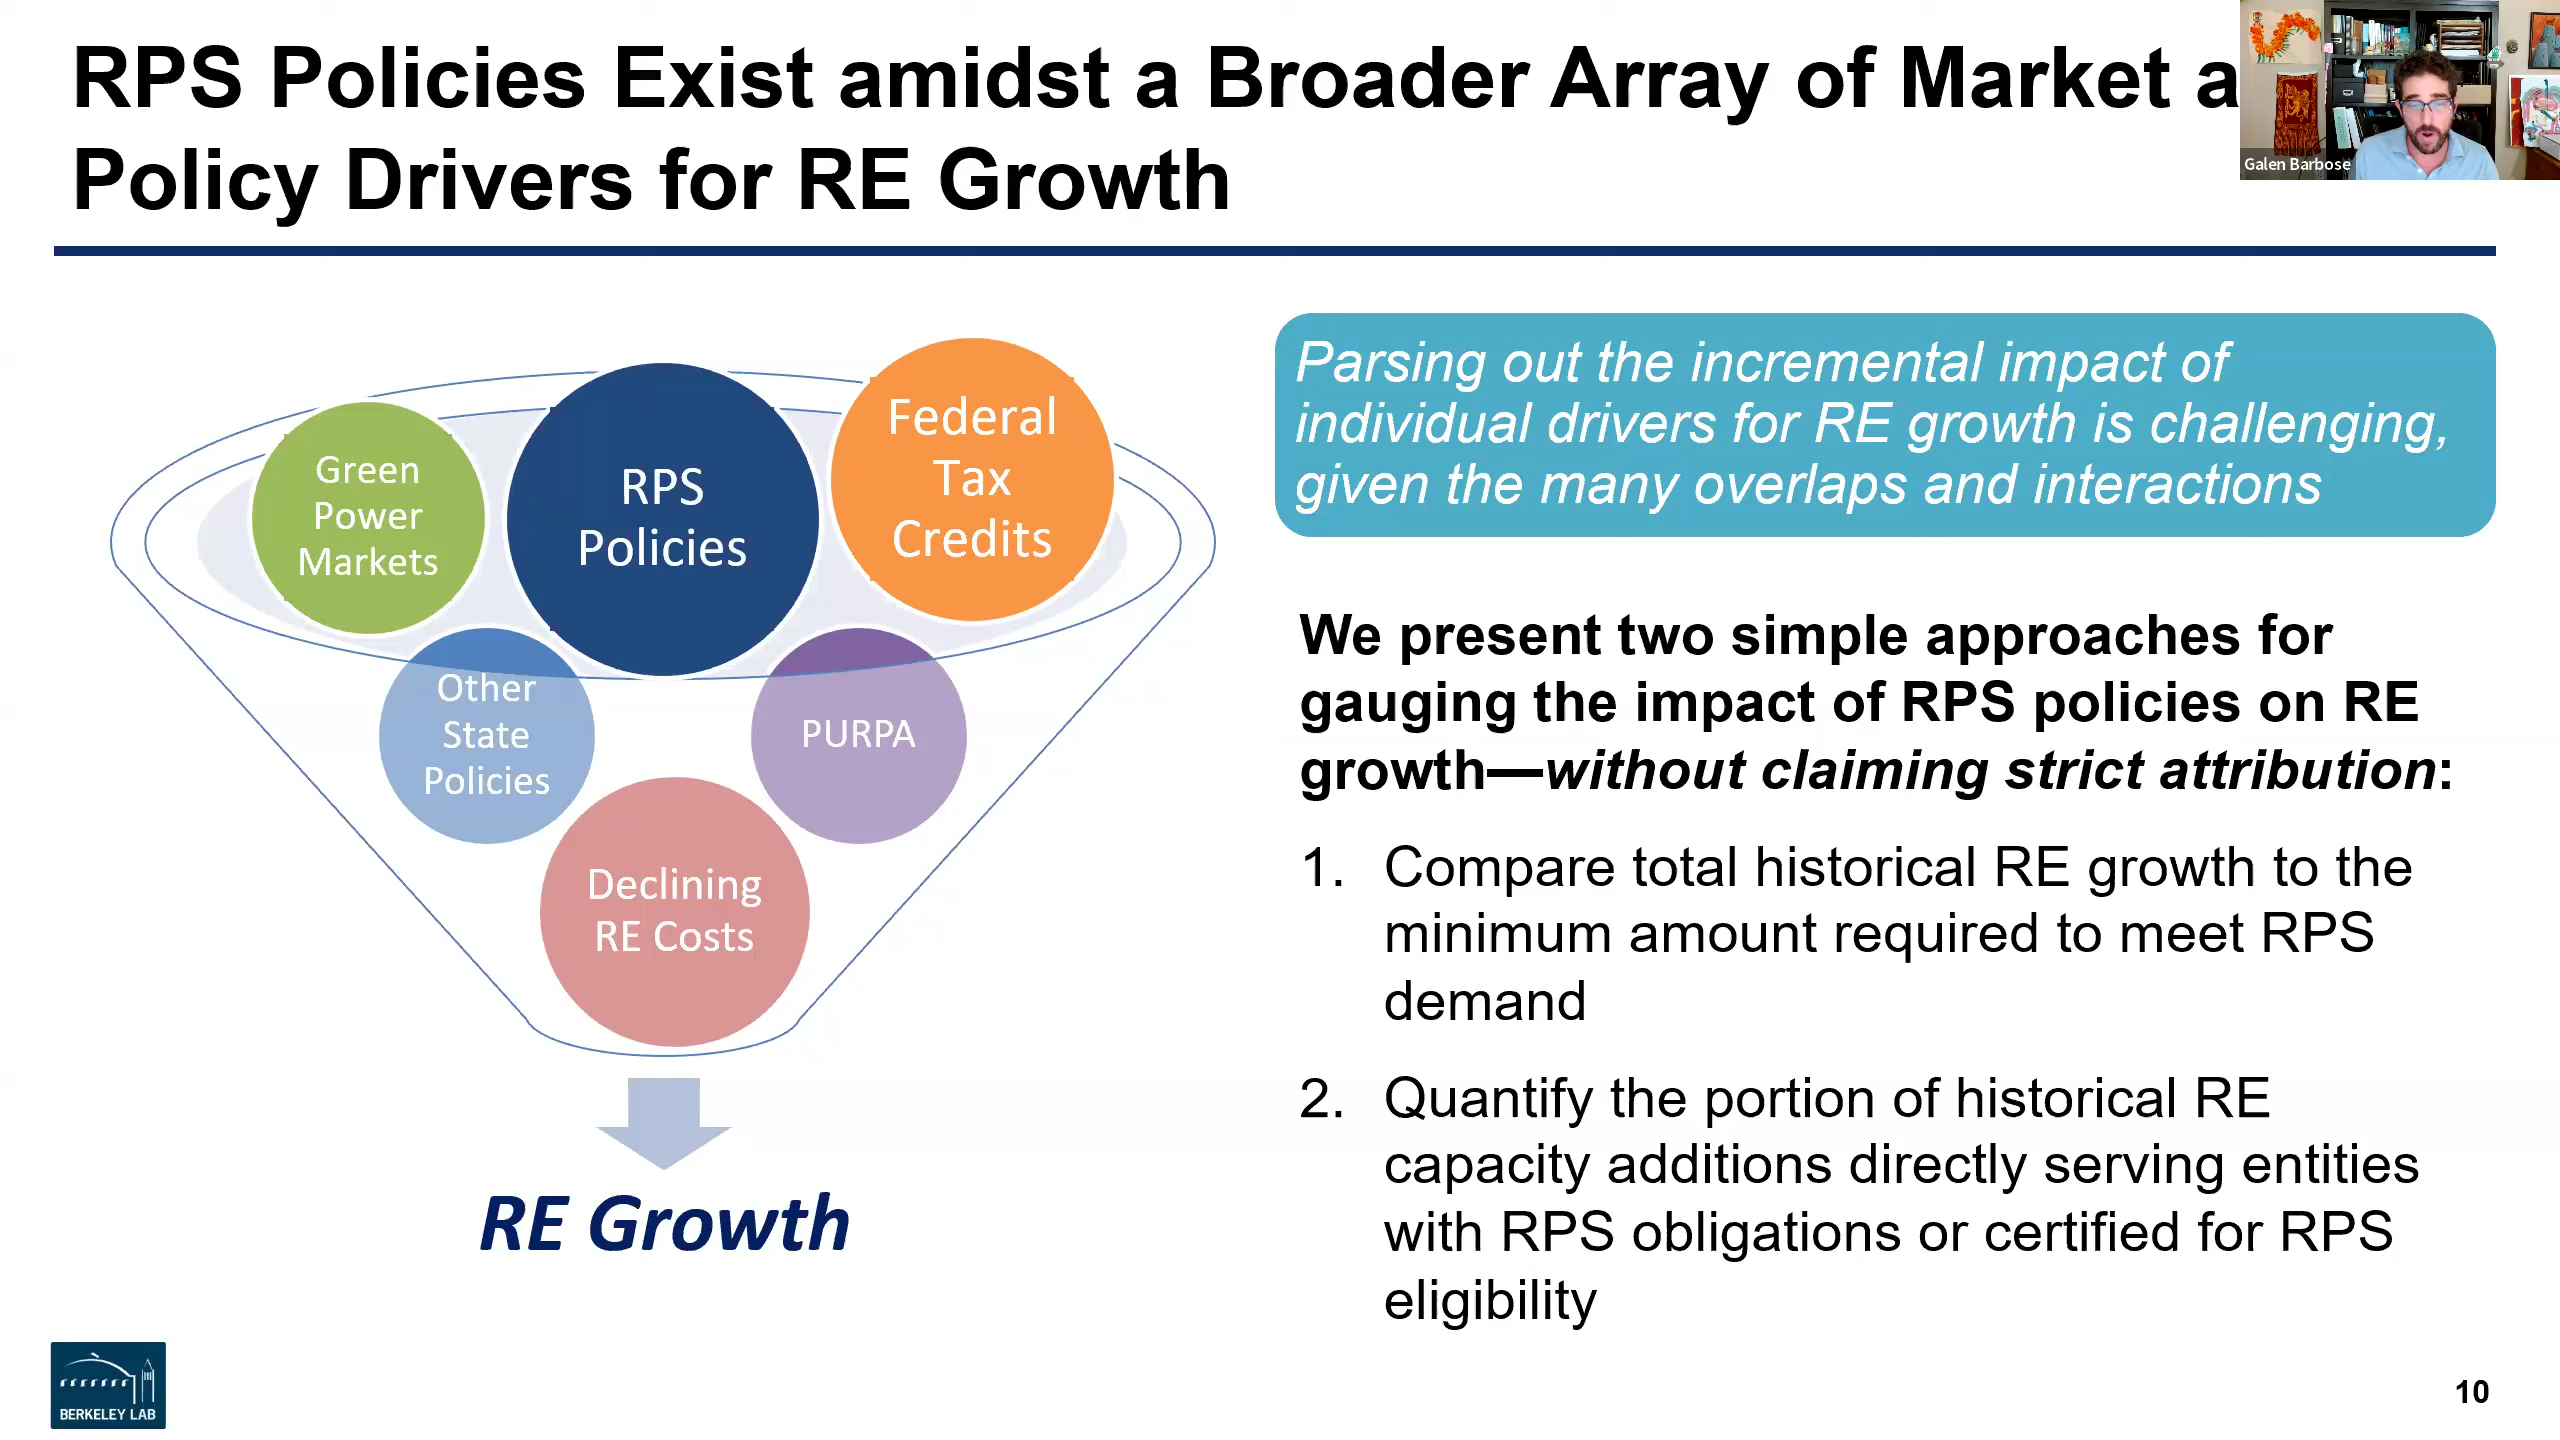 RPS Policies Exist amidst a Broader Array of Market a
Policy Drivers for RE Growth
Galen Barbose
Green
Power
Markets
RPS
Policies
Federal
Tax
Credits
Other
State
Policies
PURPA
Declining
RE Costs
RE Growth
Parsing out the incremental impact of
individual drivers for RE growth is challenging,
given the many overlaps and interactions
We present two simple approaches for
gauging the impact of RPS policies on RE
growth—without claiming strict attribution:
1. Compare total historical RE growth to the
minimum amount required to meet RPS
demand
2. Quantify the portion of historical RE
capacity additions directly serving entities
with RPS obligations or certified for RPS
eligibility
BERKELEY LAB
10